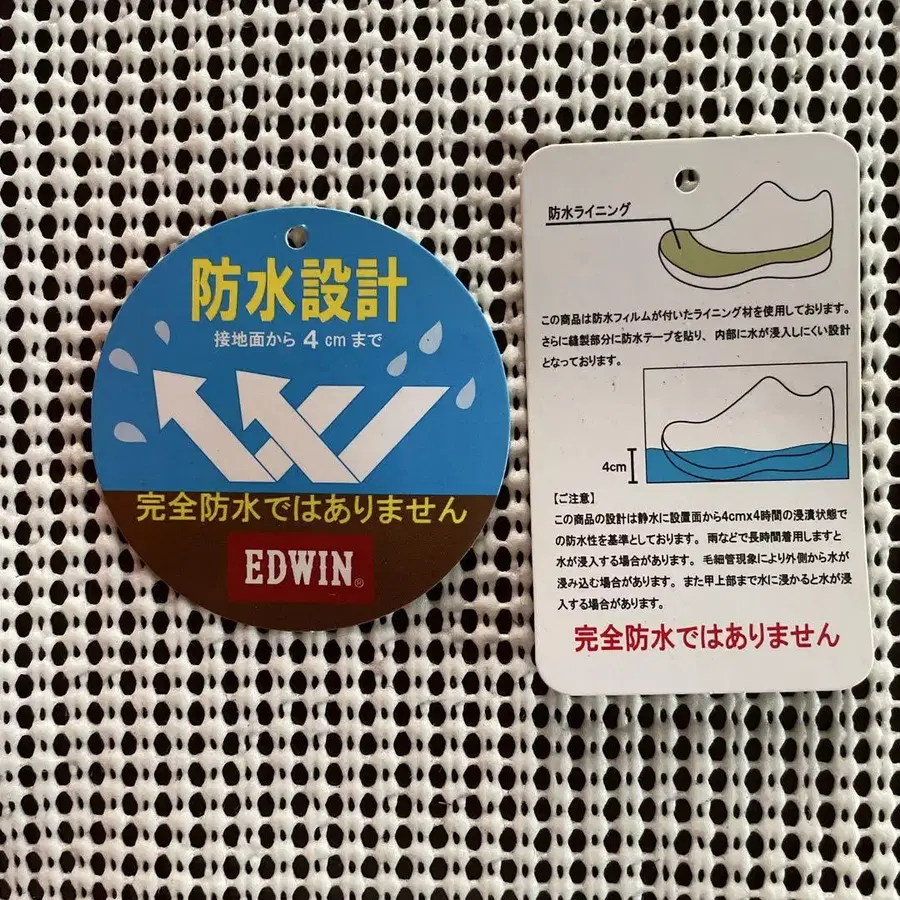 防水設計
接地面から 4 cm まで
完全防水ではありません
EDWIN®
防水ライニング
この商品は防水フィルムが付いたライニング材を使用しております。
さらに縫製部分に防水テープを貼り、内部に水が浸入しにくい設計
となっております。
4cm
【ご注意】
この商品の設計は静水に設置面から4cmx4時間の浸漬状態で
の防水性を基準としております。雨などで長時間着用しますと
水が浸入する場合があります。毛細管現象により外側から水が
浸み込む場合があります。また甲上部まで水に浸かると水が浸
入する場合があります。
完全防水ではありません